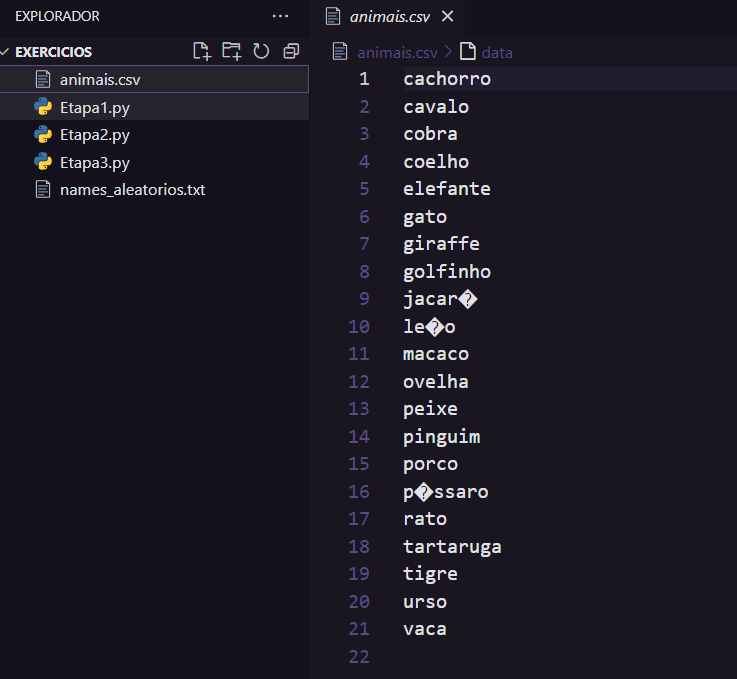 EXPLORADOR ...
EXERCICIOS
animais.csv
Etapa1.py
Etapa2.py
Etapa3.py
names_aleatorios.txt
animais.csv
animais.csv > data
1 cachorro
2 cavalo
3 cobra
4 coelho
5 elefante
6 gato
7 giraffe
8 golfinho
9 jacar�
10 le�o
11 macaco
12 ovelha
13 peixe
14 pinguim
15 porco
16 p�ssaro
17 rato
18 tartaruga
19 tigre
20 urso
21 vaca
22